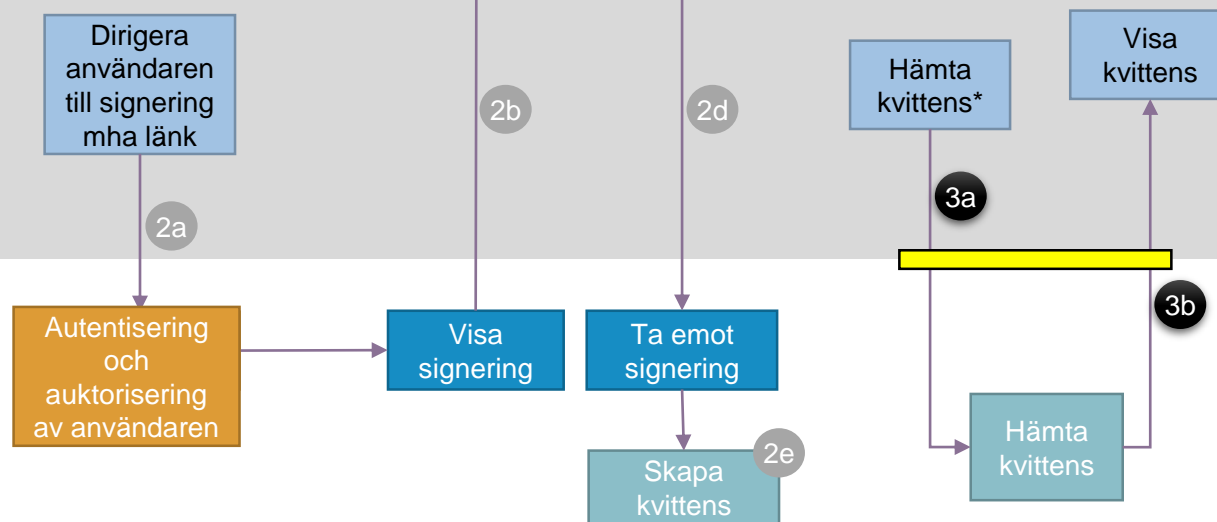 Dirigera
användaren
till signering
mha länk
2a
2b
2d
Hämta
kvittens*
Visa
kvittens
3a
3b
Autentisering
och
auktorisering
av användaren
Visa
signering
Ta emot
signering
2e
Skapa
kvittens
Hämta
kvittens